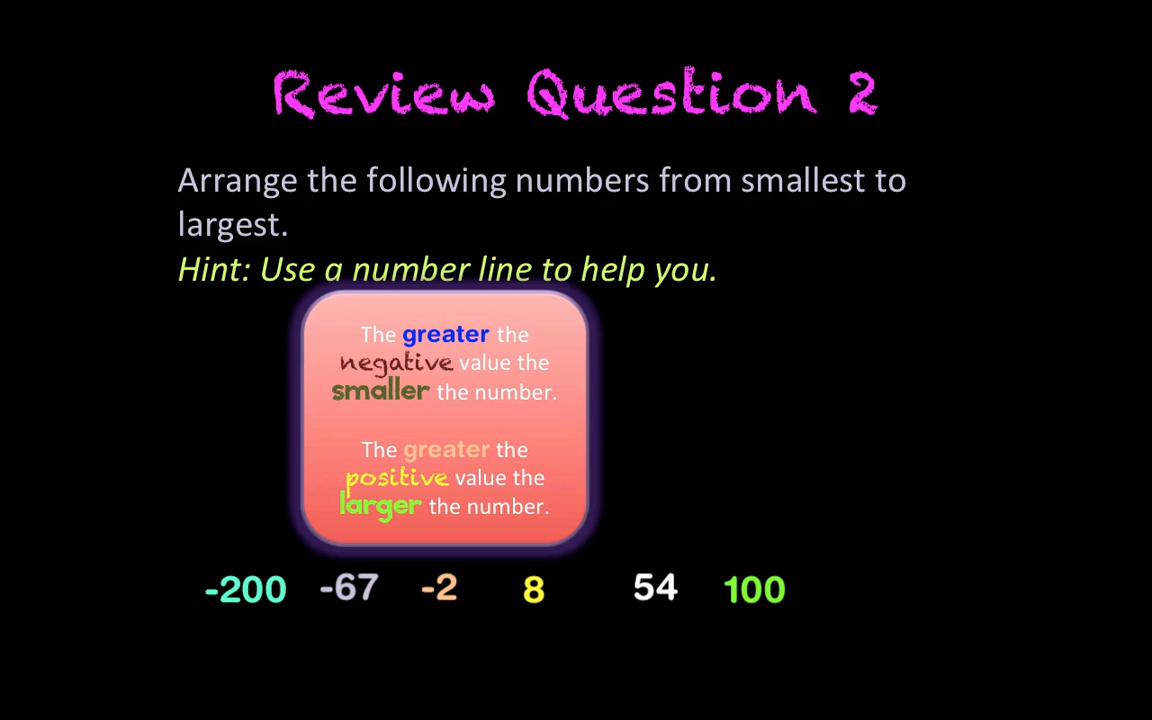 Review Question 2
Arrange the following numbers from smallest to
largest.
Hint: Use a number line to help you.
The greater the
negative value the
smaller the number.
The greater the
positive value the
larger the number.
-200 -67 -2 8 54 100